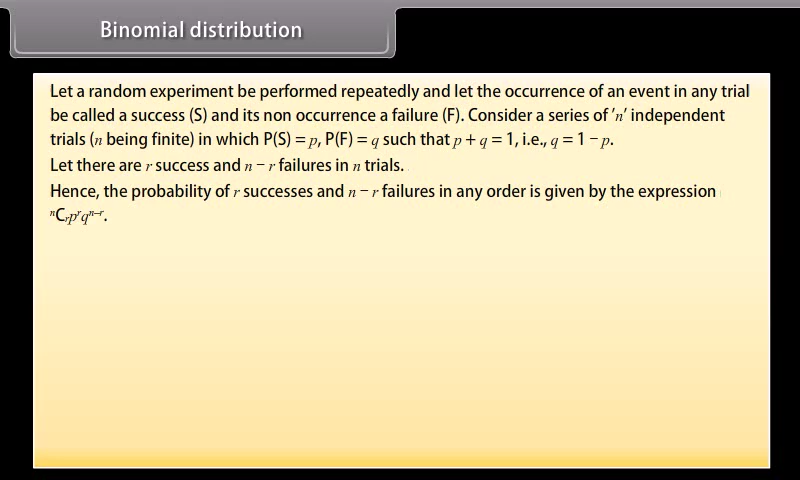 Binomial distribution
Let a random experiment be performed repeatedly and let the occurrence of an event in any trial
be called a success (S) and its non occurrence a failure (F). Consider a series of 'n' independent
trials (n being finite) in which P(S) = p, P(F) = q such that p + q = 1, i.e., q = 1 − p.
Let there are r success and n − r failures in n trials.
Hence, the probability of r successes and n − r failures in any order is given by the expression
ⁿCᵣpʳqⁿ⁻ʳ.